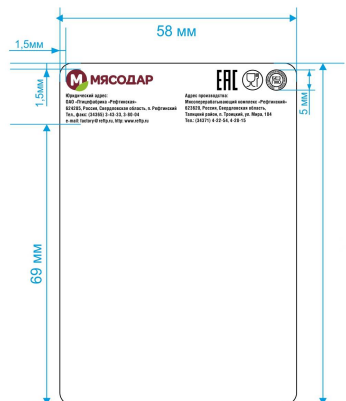 58 мм
1,5мм
МЯСОДАР
EAC
Юридический адрес:
ОАО «Птицефабрика «Рефтинская»
624285, Россия, Свердловская область, п. Рефтинский
Тел., факс: (34365) 3-43-33, 3-80-04
e-mail: factory@reftp.ru, http: www.reftp.ru
Адрес производства:
Мясоперерабатывающий комплекс «Рефтинский»
623620, Россия, Свердловская область,
Талицкий район, п. Троицкий, ул. Мира, 104
Тел.: (34371) 4-22-54, 4-26-15
1,5мм
5 мм
69 мм